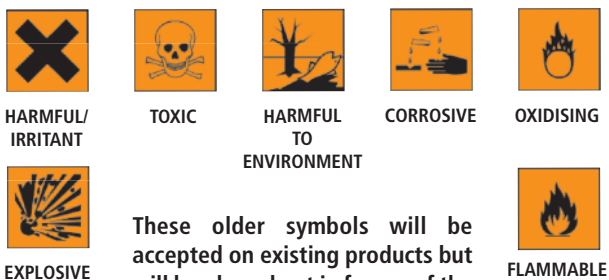 HARMFUL/
IRRITANT
TOXIC
HARMFUL
TO
ENVIRONMENT
CORROSIVE
OXIDISING
EXPLOSIVE
These older symbols will be
accepted on existing products but
FLAMMABLE